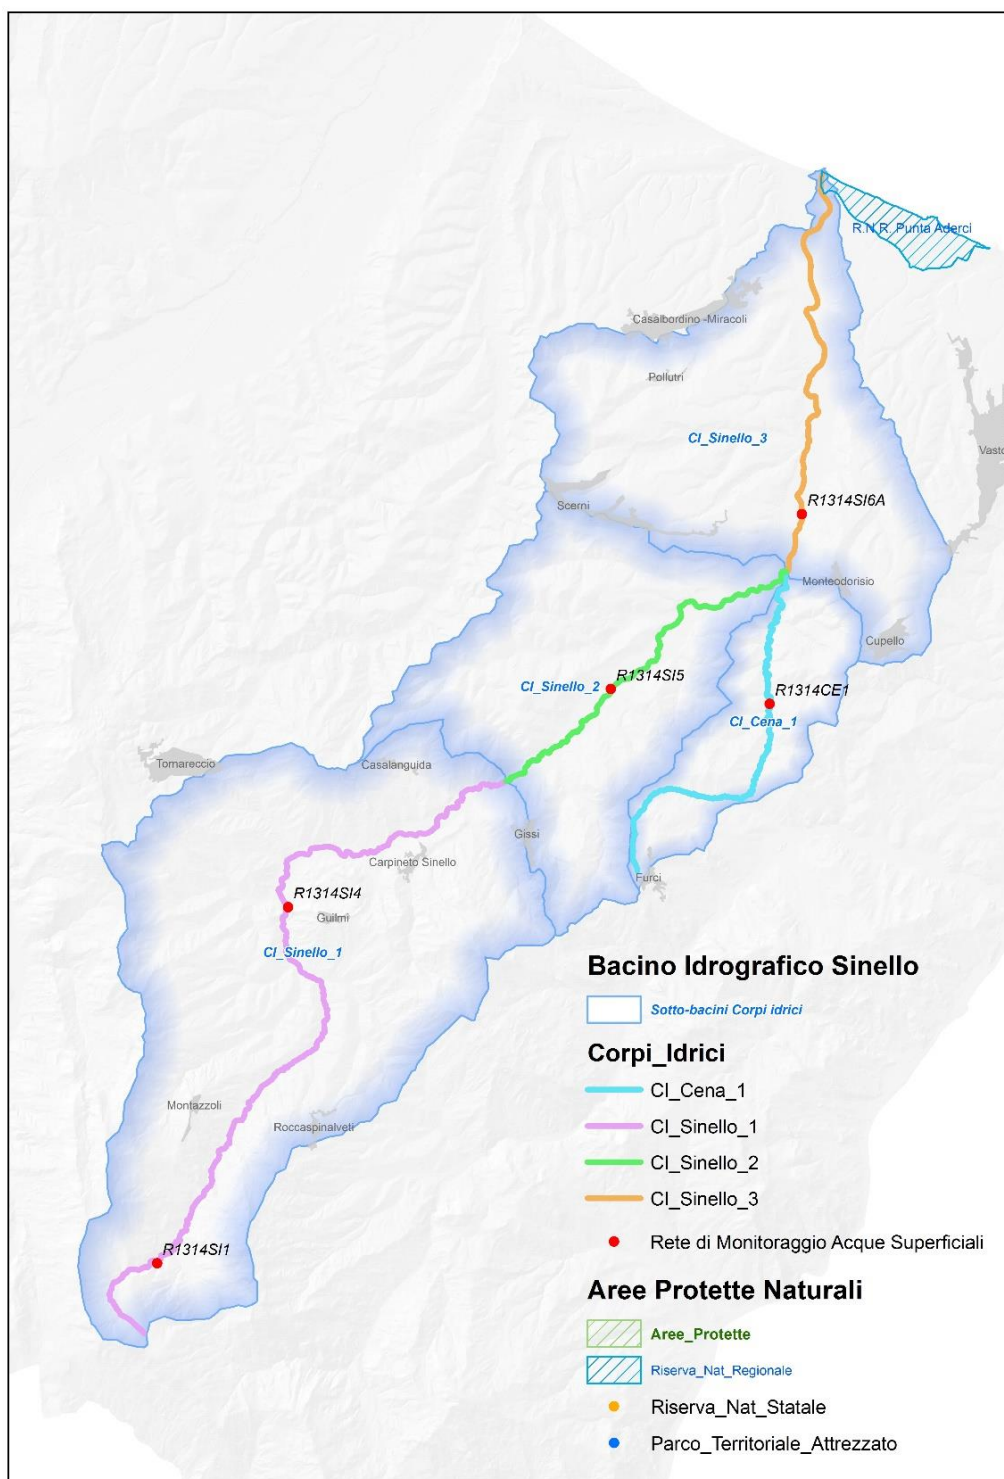 R.N.R. Punta Aderci
Casalbordino -Miracoli
Pollutri
CI_Sinello_3
Vasto
Scerni
R1314SI6A
Monteodorisio
Cupello
R1314SI5
CI_Sinello_2
R1314CE1
CI_Cena_1
Tornareccio
Casalanguida
Gissi
Carpineto Sinello
Furci
R1314SI4
Guilmi
CI_Sinello_1
Montazzoli
Roccaspinalveti
R1314SI1
Bacino Idrografico Sinello
Sotto-bacini Corpi idrici
Corpi_Idrici
CI_Cena_1
CI_Sinello_1
CI_Sinello_2
CI_Sinello_3
Rete di Monitoraggio Acque Superficiali
Aree Protette Naturali
Aree_Protette
Riserva_Nat_Regionale
Riserva_Nat_Statale
Parco_Territoriale_Attrezzato